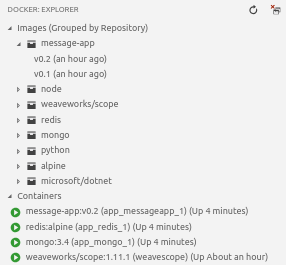 DOCKER: EXPLORER
Images (Grouped by Repository)
message-app
v0.2 (an hour ago)
v0.1 (an hour ago)
node
weaveworks/scope
redis
mongo
python
alpine
microsoft/dotnet
Containers
message-app:v0.2 (app_messageapp_1) (Up 4 minutes)
redis:alpine (app_redis_1) (Up 4 minutes)
mongo:3.4 (app_mongo_1) (Up 4 minutes)
weaveworks/scope:1.11.1 (weavescope) (Up About an hour)